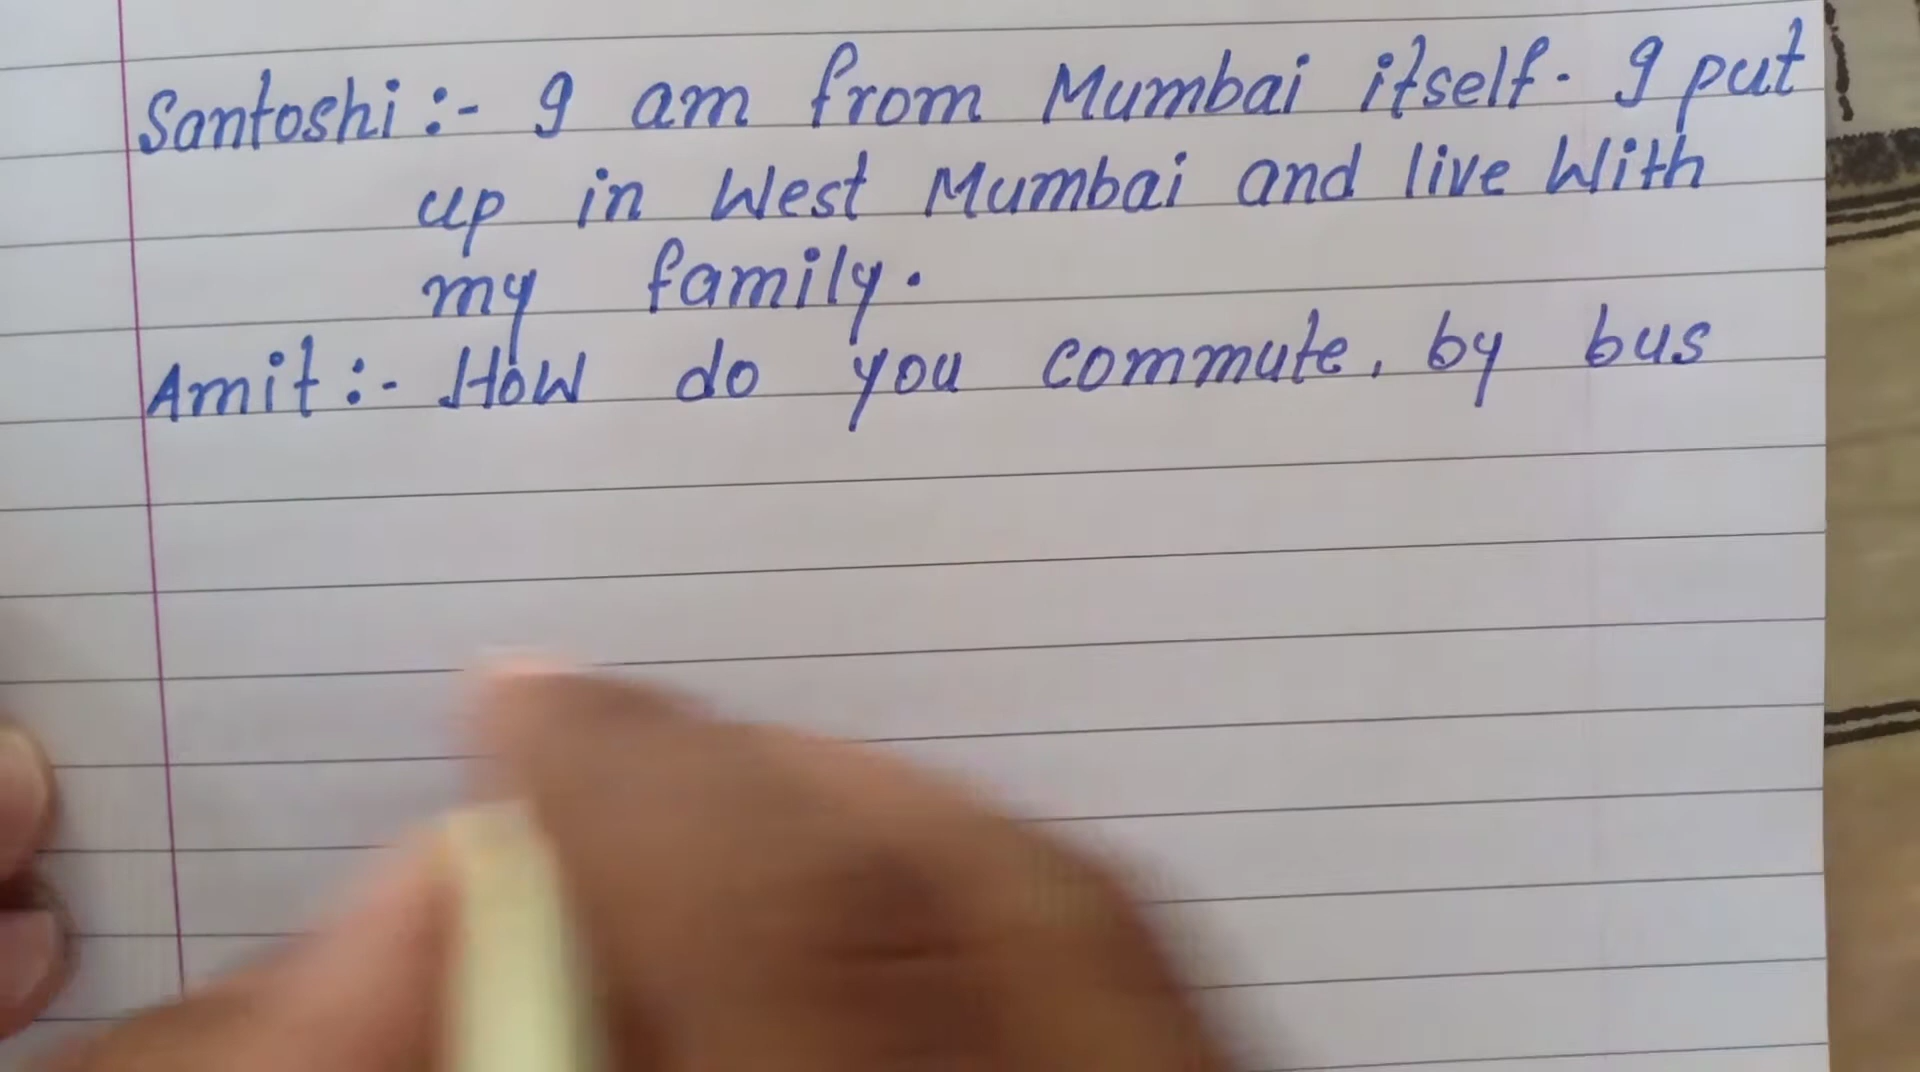 Santoshi :- I am from Mumbai itself. I put
up in West Mumbai and live With
my family.
Amit :- How do you commute, by bus